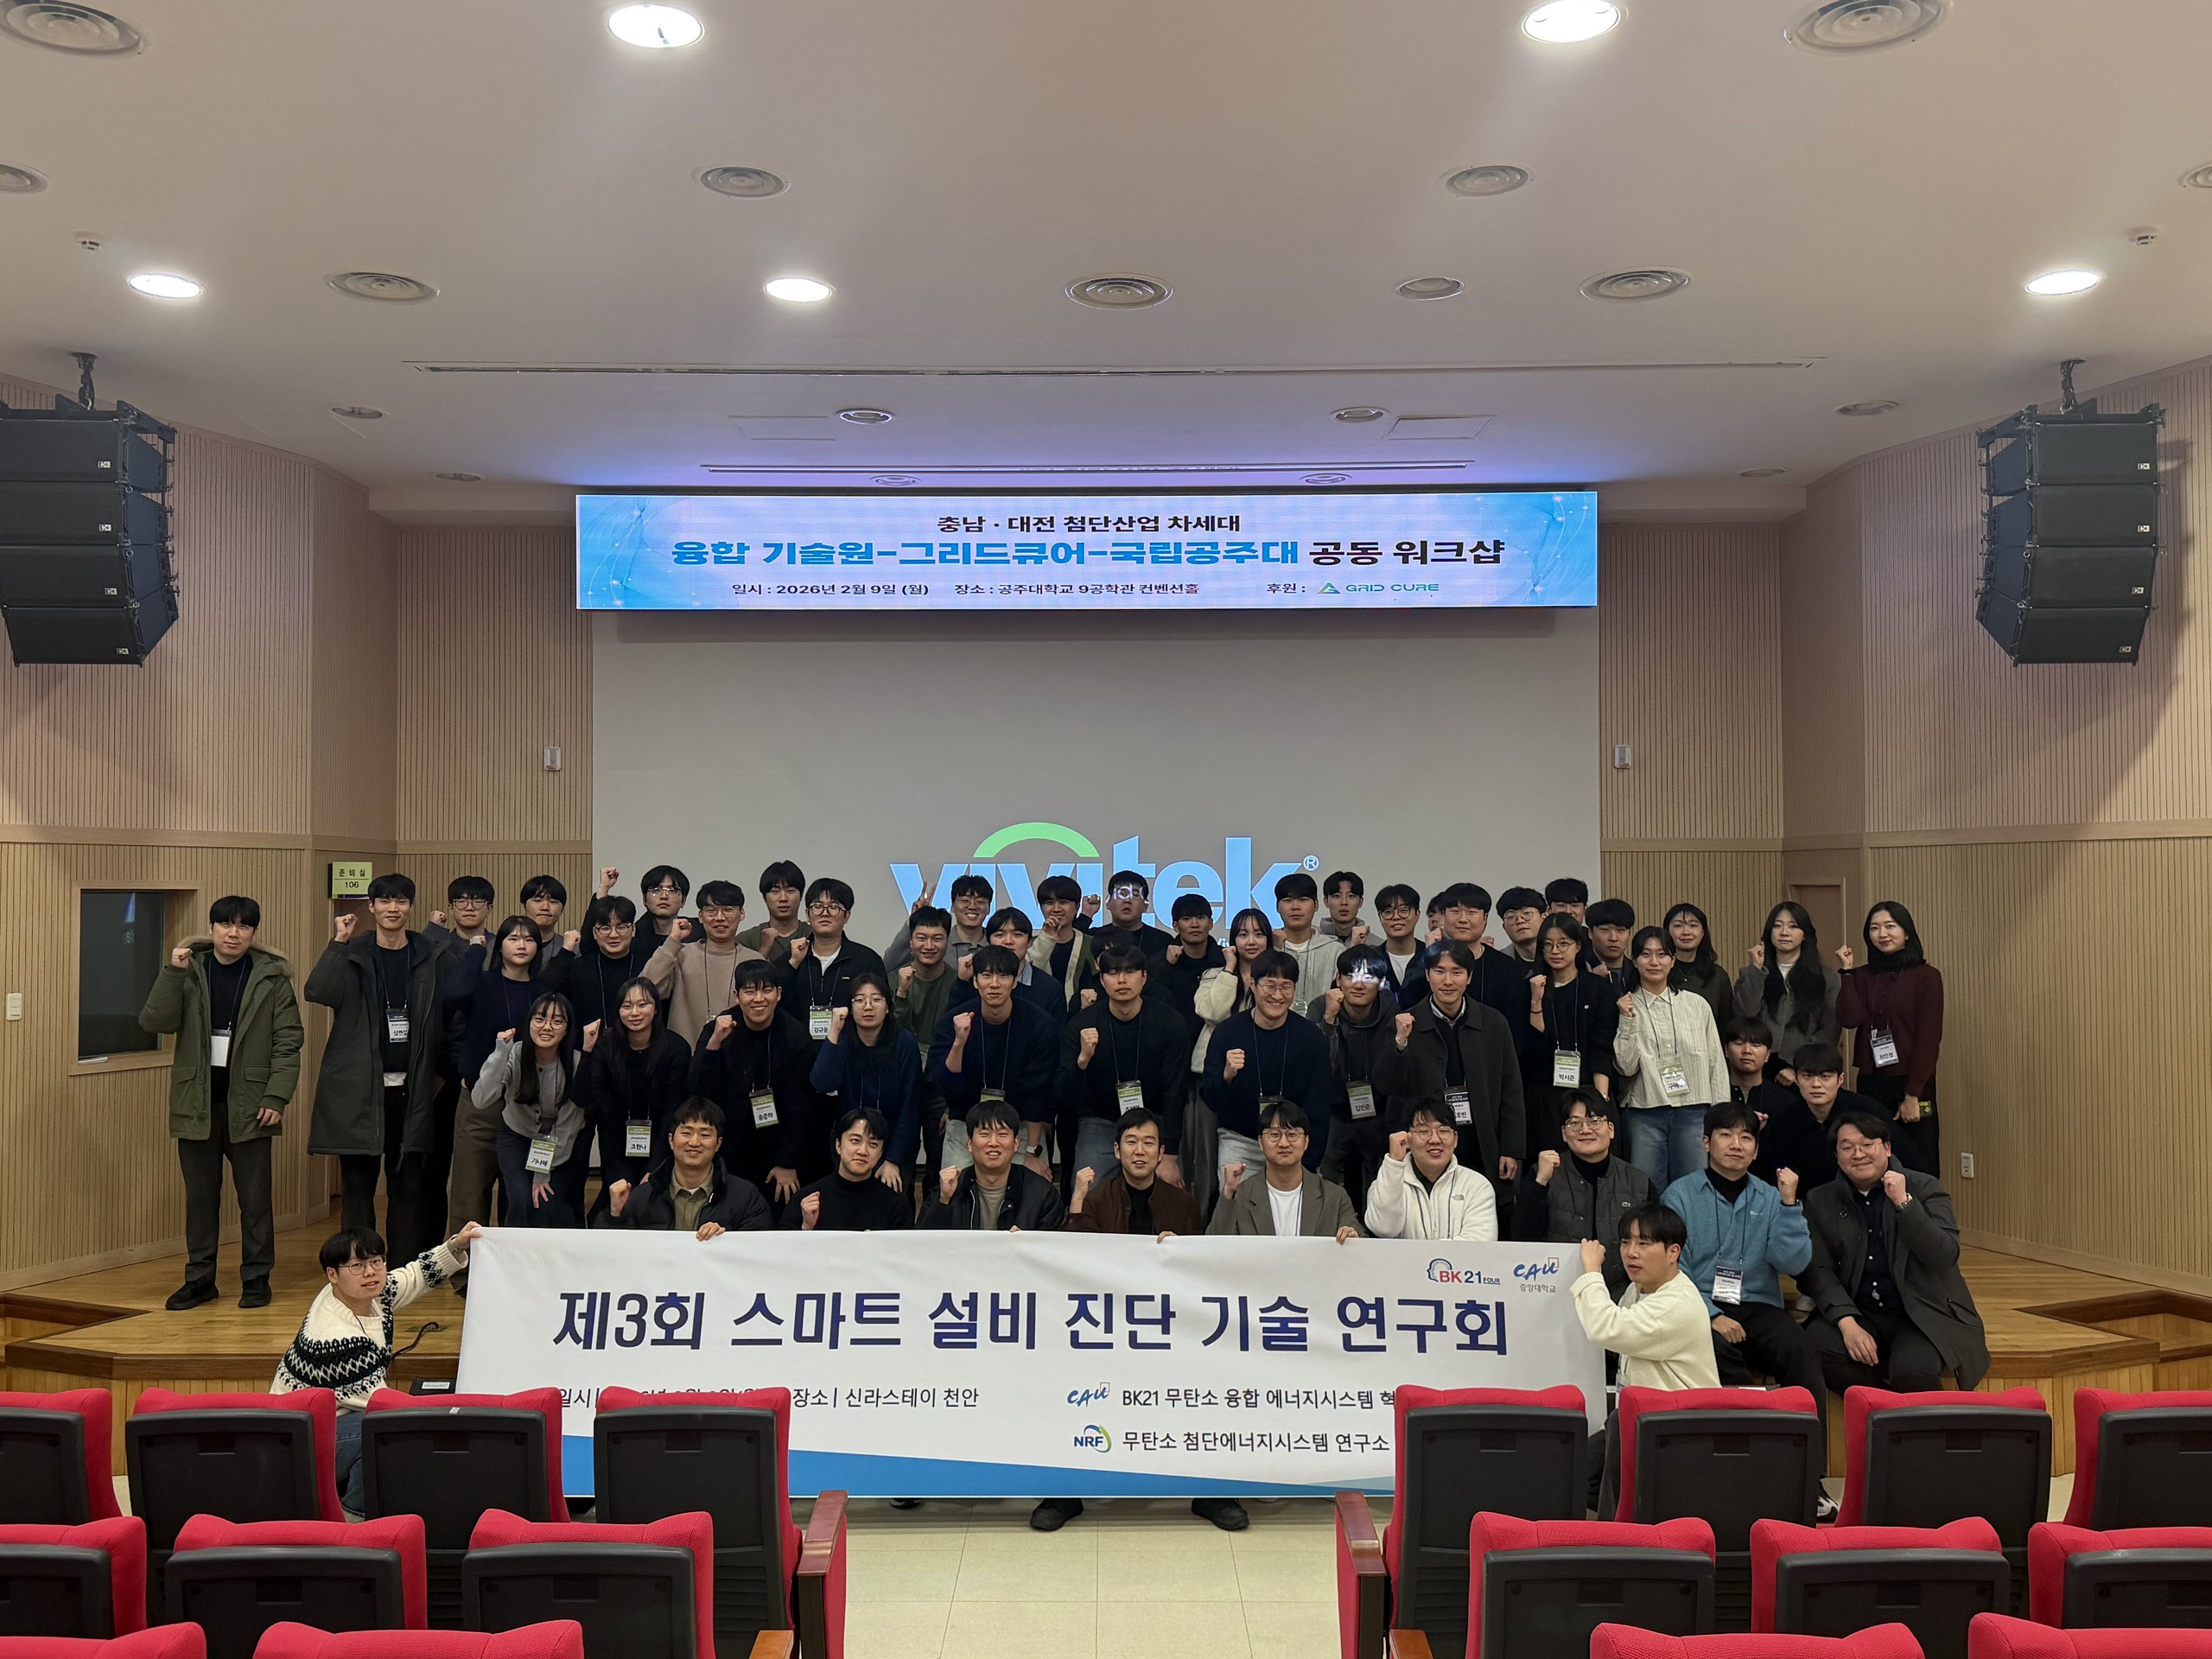 충남 · 대전 첨단산업 차세대
융합 기술원-그리드큐어-국립공주대 공동 워크샵
일시 : 2026년 2월 9일 (월) 장소 : 공주대학교 9공학관 컨벤션홀 후원 : GRID CURE
vivitek®
준비실
106
BK21 FOUR CAU
중앙대학교
제3회 스마트 설비 진단 기술 연구회
일시| 장소| 신라스테이 천안
CAU BK21 무탄소 융합 에너지시스템
NRF 무탄소 첨단에너지시스템 연구소